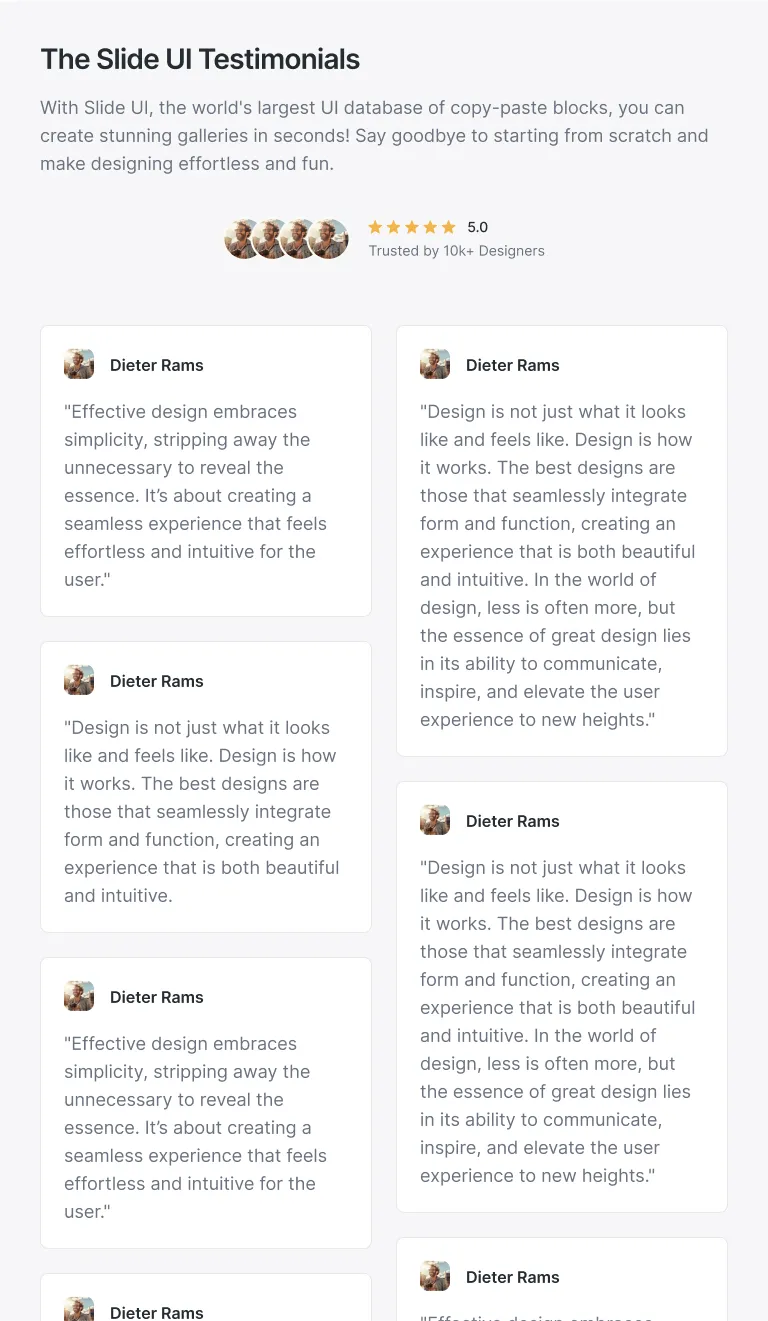 The Slide UI Testimonials
With Slide UI, the world's largest UI database of copy-paste blocks, you can
create stunning galleries in seconds! Say goodbye to starting from scratch and
make designing effortless and fun.
5.0
Trusted by 10k+ Designers
Dieter Rams
"Effective design embraces
simplicity, stripping away the
unnecessary to reveal the
essence. It’s about creating a
seamless experience that feels
effortless and intuitive for the
user."
Dieter Rams
"Design is not just what it looks
like and feels like. Design is how
it works. The best designs are
those that seamlessly integrate
form and function, creating an
experience that is both beautiful
and intuitive.
Dieter Rams
"Effective design embraces
simplicity, stripping away the
unnecessary to reveal the
essence. It’s about creating a
seamless experience that feels
effortless and intuitive for the
user."
Dieter Rams
Dieter Rams
"Design is not just what it looks
like and feels like. Design is how
it works. The best designs are
those that seamlessly integrate
form and function, creating an
experience that is both beautiful
and intuitive. In the world of
design, less is often more, but
the essence of great design lies
in its ability to communicate,
inspire, and elevate the user
experience to new heights."
Dieter Rams
"Design is not just what it looks
like and feels like. Design is how
it works. The best designs are
those that seamlessly integrate
form and function, creating an
experience that is both beautiful
and intuitive. In the world of
design, less is often more, but
the essence of great design lies
in its ability to communicate,
inspire, and elevate the user
experience to new heights."
Dieter Rams
"Effective design embraces